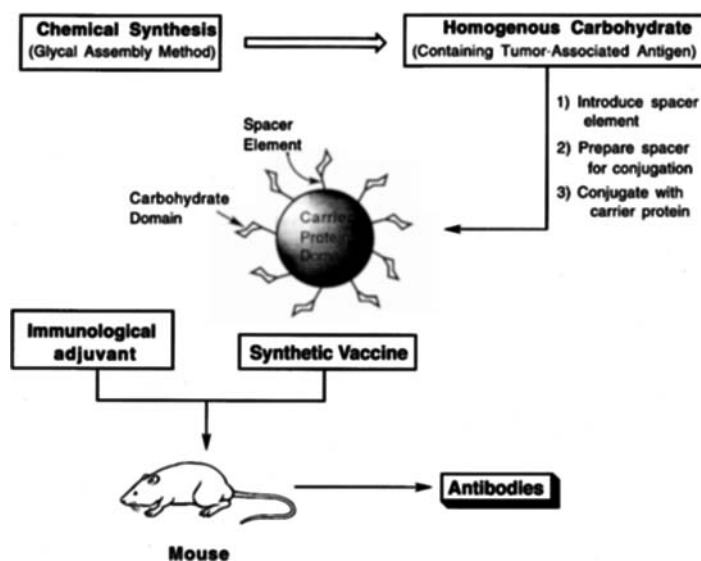 Chemical Synthesis
(Glycal Assembly Method)
Homogenous Carbohydrate
(Containing Tumor-Associated Antigen)
1) Introduce spacer
element
2) Prepare spacer
for conjugation
3) Conjugate with
carrier protein
Spacer
Element
Carbohydrate
Domain
Carrier
Protein
Domain
Immunological
adjuvant
Synthetic Vaccine
Antibodies
Mouse